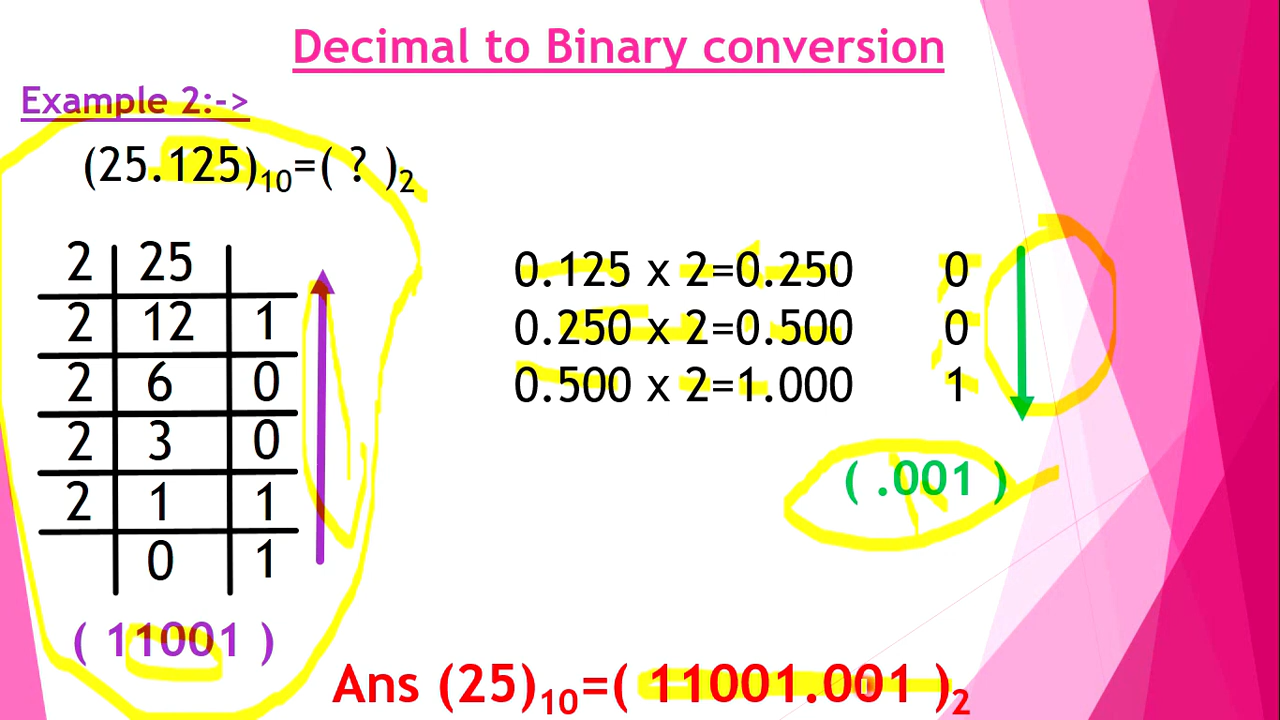 Decimal to Binary conversion
Example 2:->
(25.125)₁₀=( ? )₂
2 25
2 12 1
2 6 0
2 3 0
2 1 1
0 1
( 11001 )
0.125 x 2=0.250 0
0.250 x 2=0.500 0
0.500 x 2=1.000 1
( .001 )
Ans (25)₁₀=( 11001.001 )₂